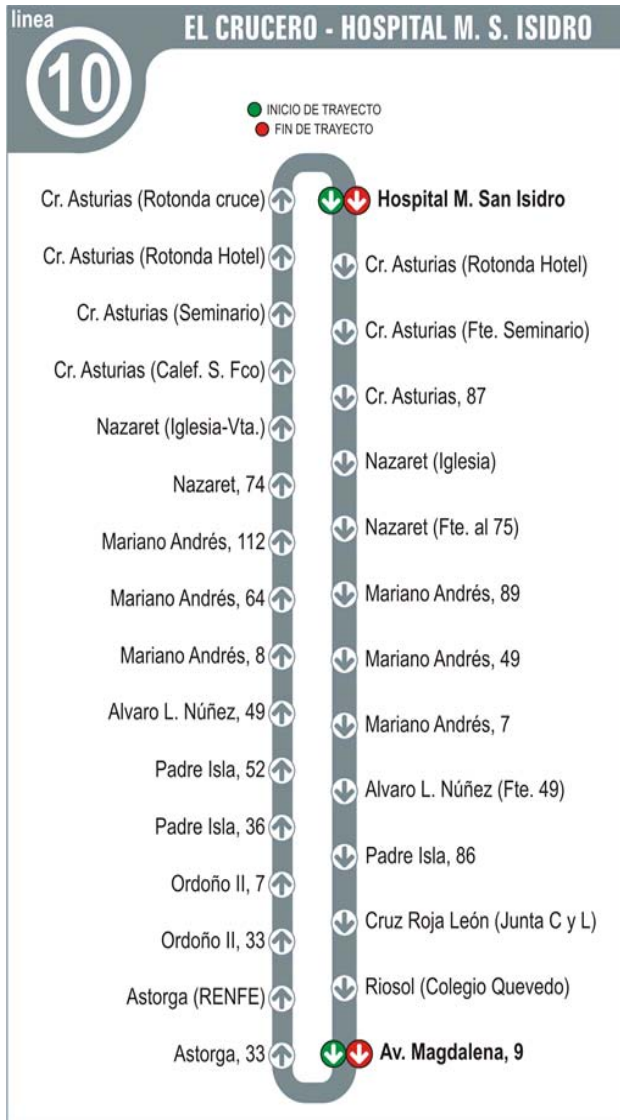 linea
10
EL CRUCERO - HOSPITAL M. S. ISIDRO
INICIO DE TRAYECTO
FIN DE TRAYECTO
Cr. Asturias (Rotonda cruce)
Cr. Asturias (Rotonda Hotel)
Cr. Asturias (Seminario)
Cr. Asturias (Calef. S. Fco)
Nazaret (Iglesia-Vta.)
Nazaret, 74
Mariano Andrés, 112
Mariano Andrés, 64
Mariano Andrés, 8
Alvaro L. Núñez, 49
Padre Isla, 52
Padre Isla, 36
Ordoño II, 7
Ordoño II, 33
Astorga (RENFE)
Astorga, 33
Hospital M. San Isidro
Cr. Asturias (Rotonda Hotel)
Cr. Asturias (Fte. Seminario)
Cr. Asturias, 87
Nazaret (Iglesia)
Nazaret (Fte. al 75)
Mariano Andrés, 89
Mariano Andrés, 49
Mariano Andrés, 7
Alvaro L. Núñez (Fte. 49)
Padre Isla, 86
Cruz Roja León (Junta C y L)
Riosol (Colegio Quevedo)
Av. Magdalena, 9